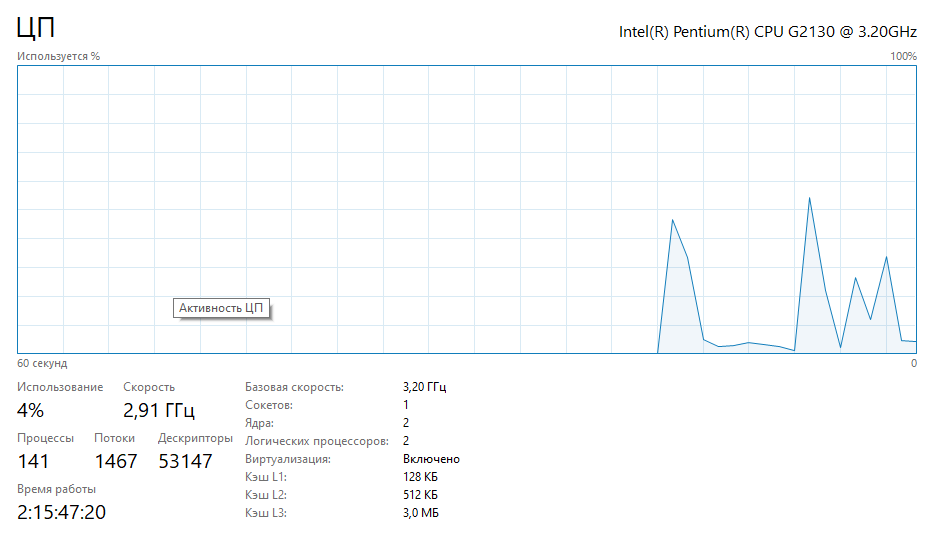 ЦП
Intel(R) Pentium(R) CPU G2130 @ 3.20GHz
Используется %
100%
Активность ЦП
60 секунд
0
Использование
Скорость
4%
2,91 ГГц
Процессы
Потоки
Дескрипторы
141
1467
53147
Время работы
2:15:47:20
Базовая скорость: 3,20 ГГц
Сокетов: 1
Ядра: 2
Логических процессоров: 2
Виртуализация: Включено
Кэш L1: 128 КБ
Кэш L2: 512 КБ
Кэш L3: 3,0 МБ